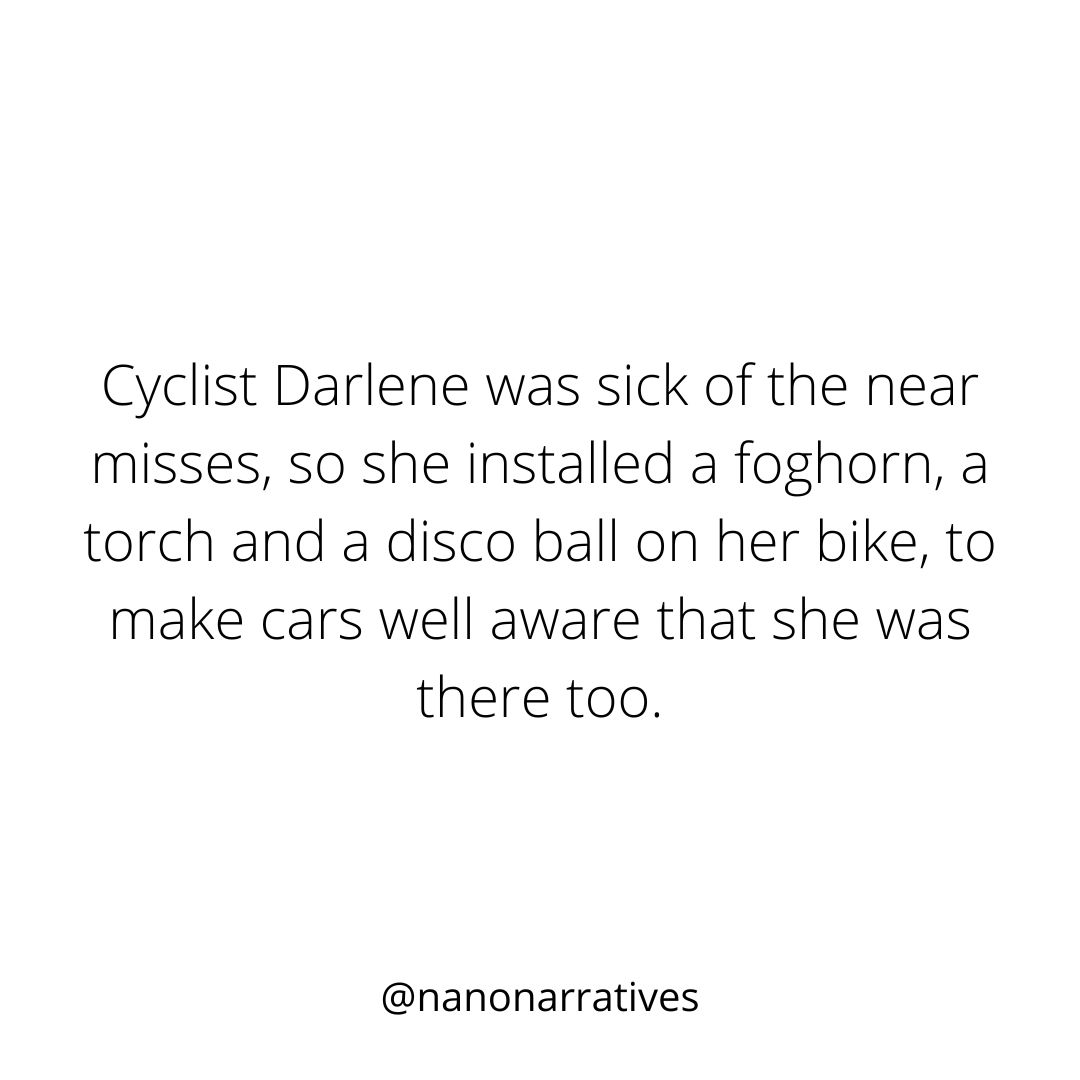 Cyclist Darlene was sick of the near
misses, so she installed a foghorn, a
torch and a disco ball on her bike, to
make cars well aware that she was
there too.
@nanonarratives